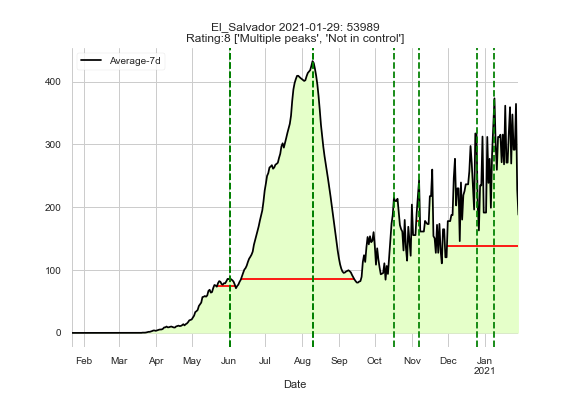 El_Salvador 2021-01-29: 53989
Rating:8 ['Multiple peaks', 'Not in control']
Average-7d
400
300
200
100
0
Feb Mar Apr May Jun Jul Aug Sep Oct Nov Dec Jan
2021
Date